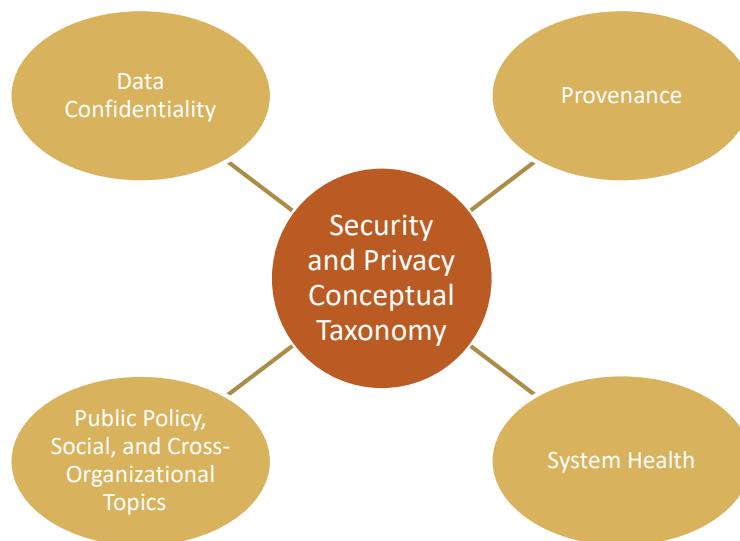 Data
Confidentiality
Provenance
Security
and Privacy
Conceptual
Taxonomy
Public Policy,
Social, and Cross-
Organizational
Topics
System Health